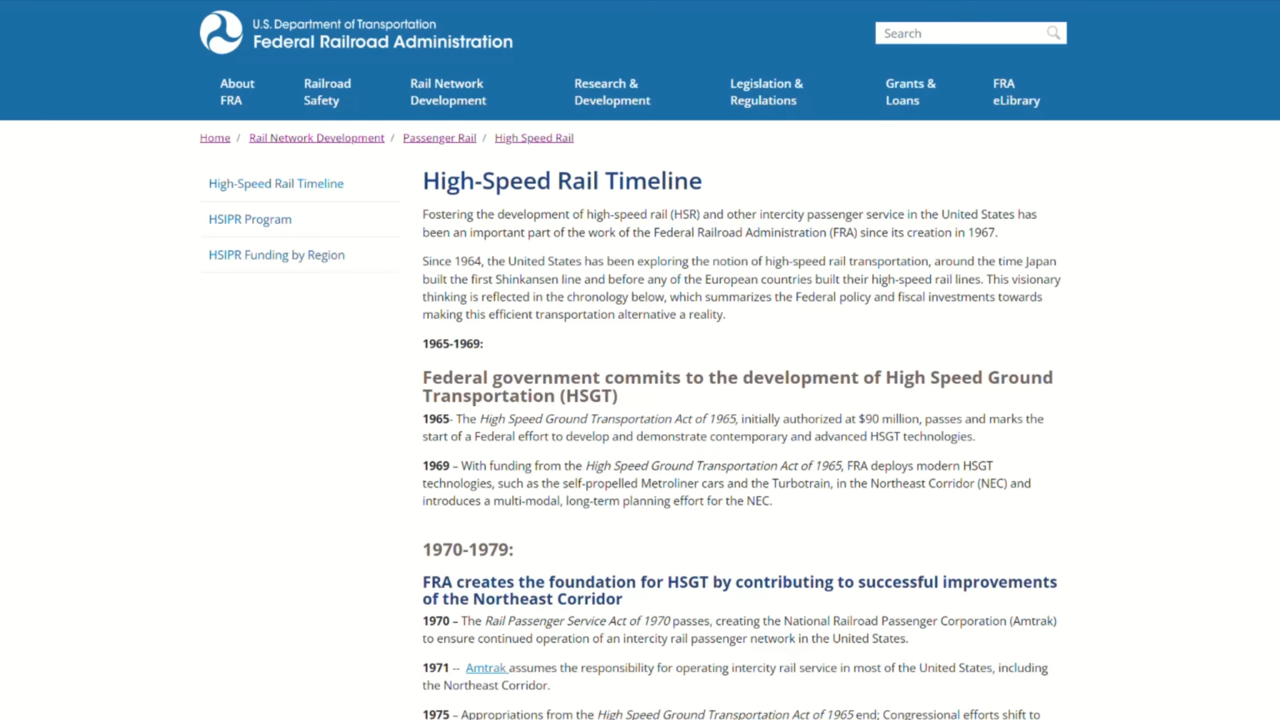 U.S. Department of Transportation
Federal Railroad Administration
Search
About
FRA
Railroad
Safety
Rail Network
Development
Research &
Development
Legislation &
Regulations
Grants &
Loans
FRA
eLibrary
Home / Rail Network Development / Passenger Rail / High Speed Rail
High-Speed Rail Timeline
HSIPR Program
HSIPR Funding by Region
High-Speed Rail Timeline
Fostering the development of high-speed rail (HSR) and other intercity passenger service in the United States has
been an important part of the work of the Federal Railroad Administration (FRA) since its creation in 1967.
Since 1964, the United States has been exploring the notion of high-speed rail transportation, around the time Japan
built the first Shinkansen line and before any of the European countries built their high-speed rail lines. This visionary
thinking is reflected in the chronology below, which summarizes the Federal policy and fiscal investments towards
making this efficient transportation alternative a reality.
1965-1969:
Federal government commits to the development of High Speed Ground
Transportation (HSGT)
1965- The High Speed Ground Transportation Act of 1965, initially authorized at $90 million, passes and marks the
start of a Federal effort to develop and demonstrate contemporary and advanced HSGT technologies.
1969 – With funding from the High Speed Ground Transportation Act of 1965, FRA deploys modern HSGT
technologies, such as the self-propelled Metroliner cars and the Turbotrain, in the Northeast Corridor (NEC) and
introduces a multi-modal, long-term planning effort for the NEC.
1970-1979:
FRA creates the foundation for HSGT by contributing to successful improvements
of the Northeast Corridor
1970 – The Rail Passenger Service Act of 1970 passes, creating the National Railroad Passenger Corporation (Amtrak)
to ensure continued operation of an intercity rail passenger network in the United States.
1971 -- Amtrak assumes the responsibility for operating intercity rail service in most of the United States, including
the Northeast Corridor.
1975 – Appropriations from the High Speed Ground Transportation Act of 1965 end; Congressional efforts shift to